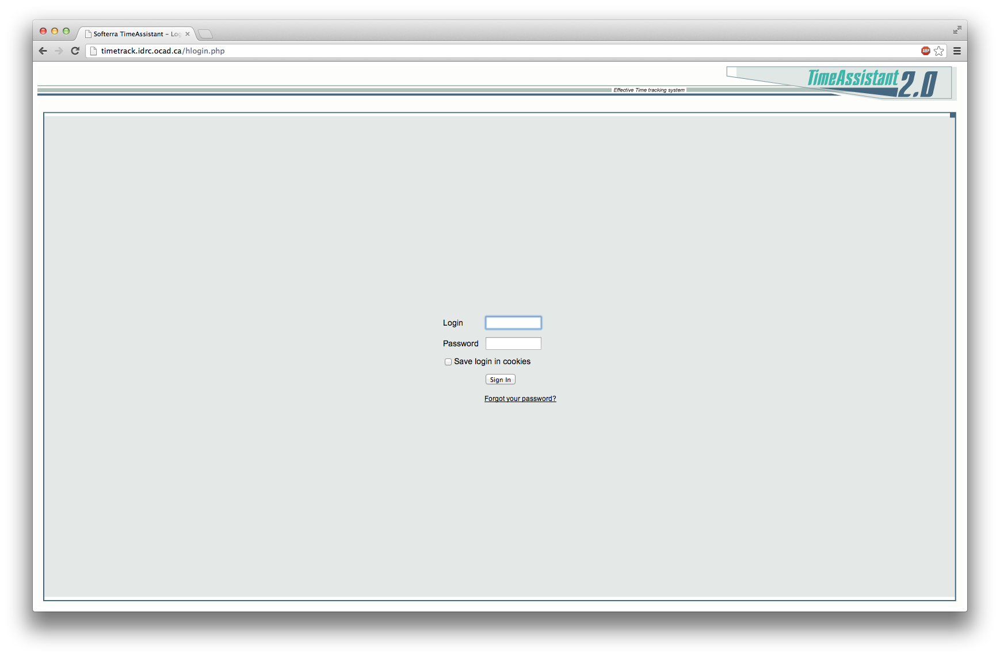 Softerra TimeAssistant – Log
timetrack.idrc.ocad.ca/hlogin.php
ABP
TimeAssistant 2.0
Effective Time tracking system
Login
Password
Save login in cookies
Sign In
Forgot your password?